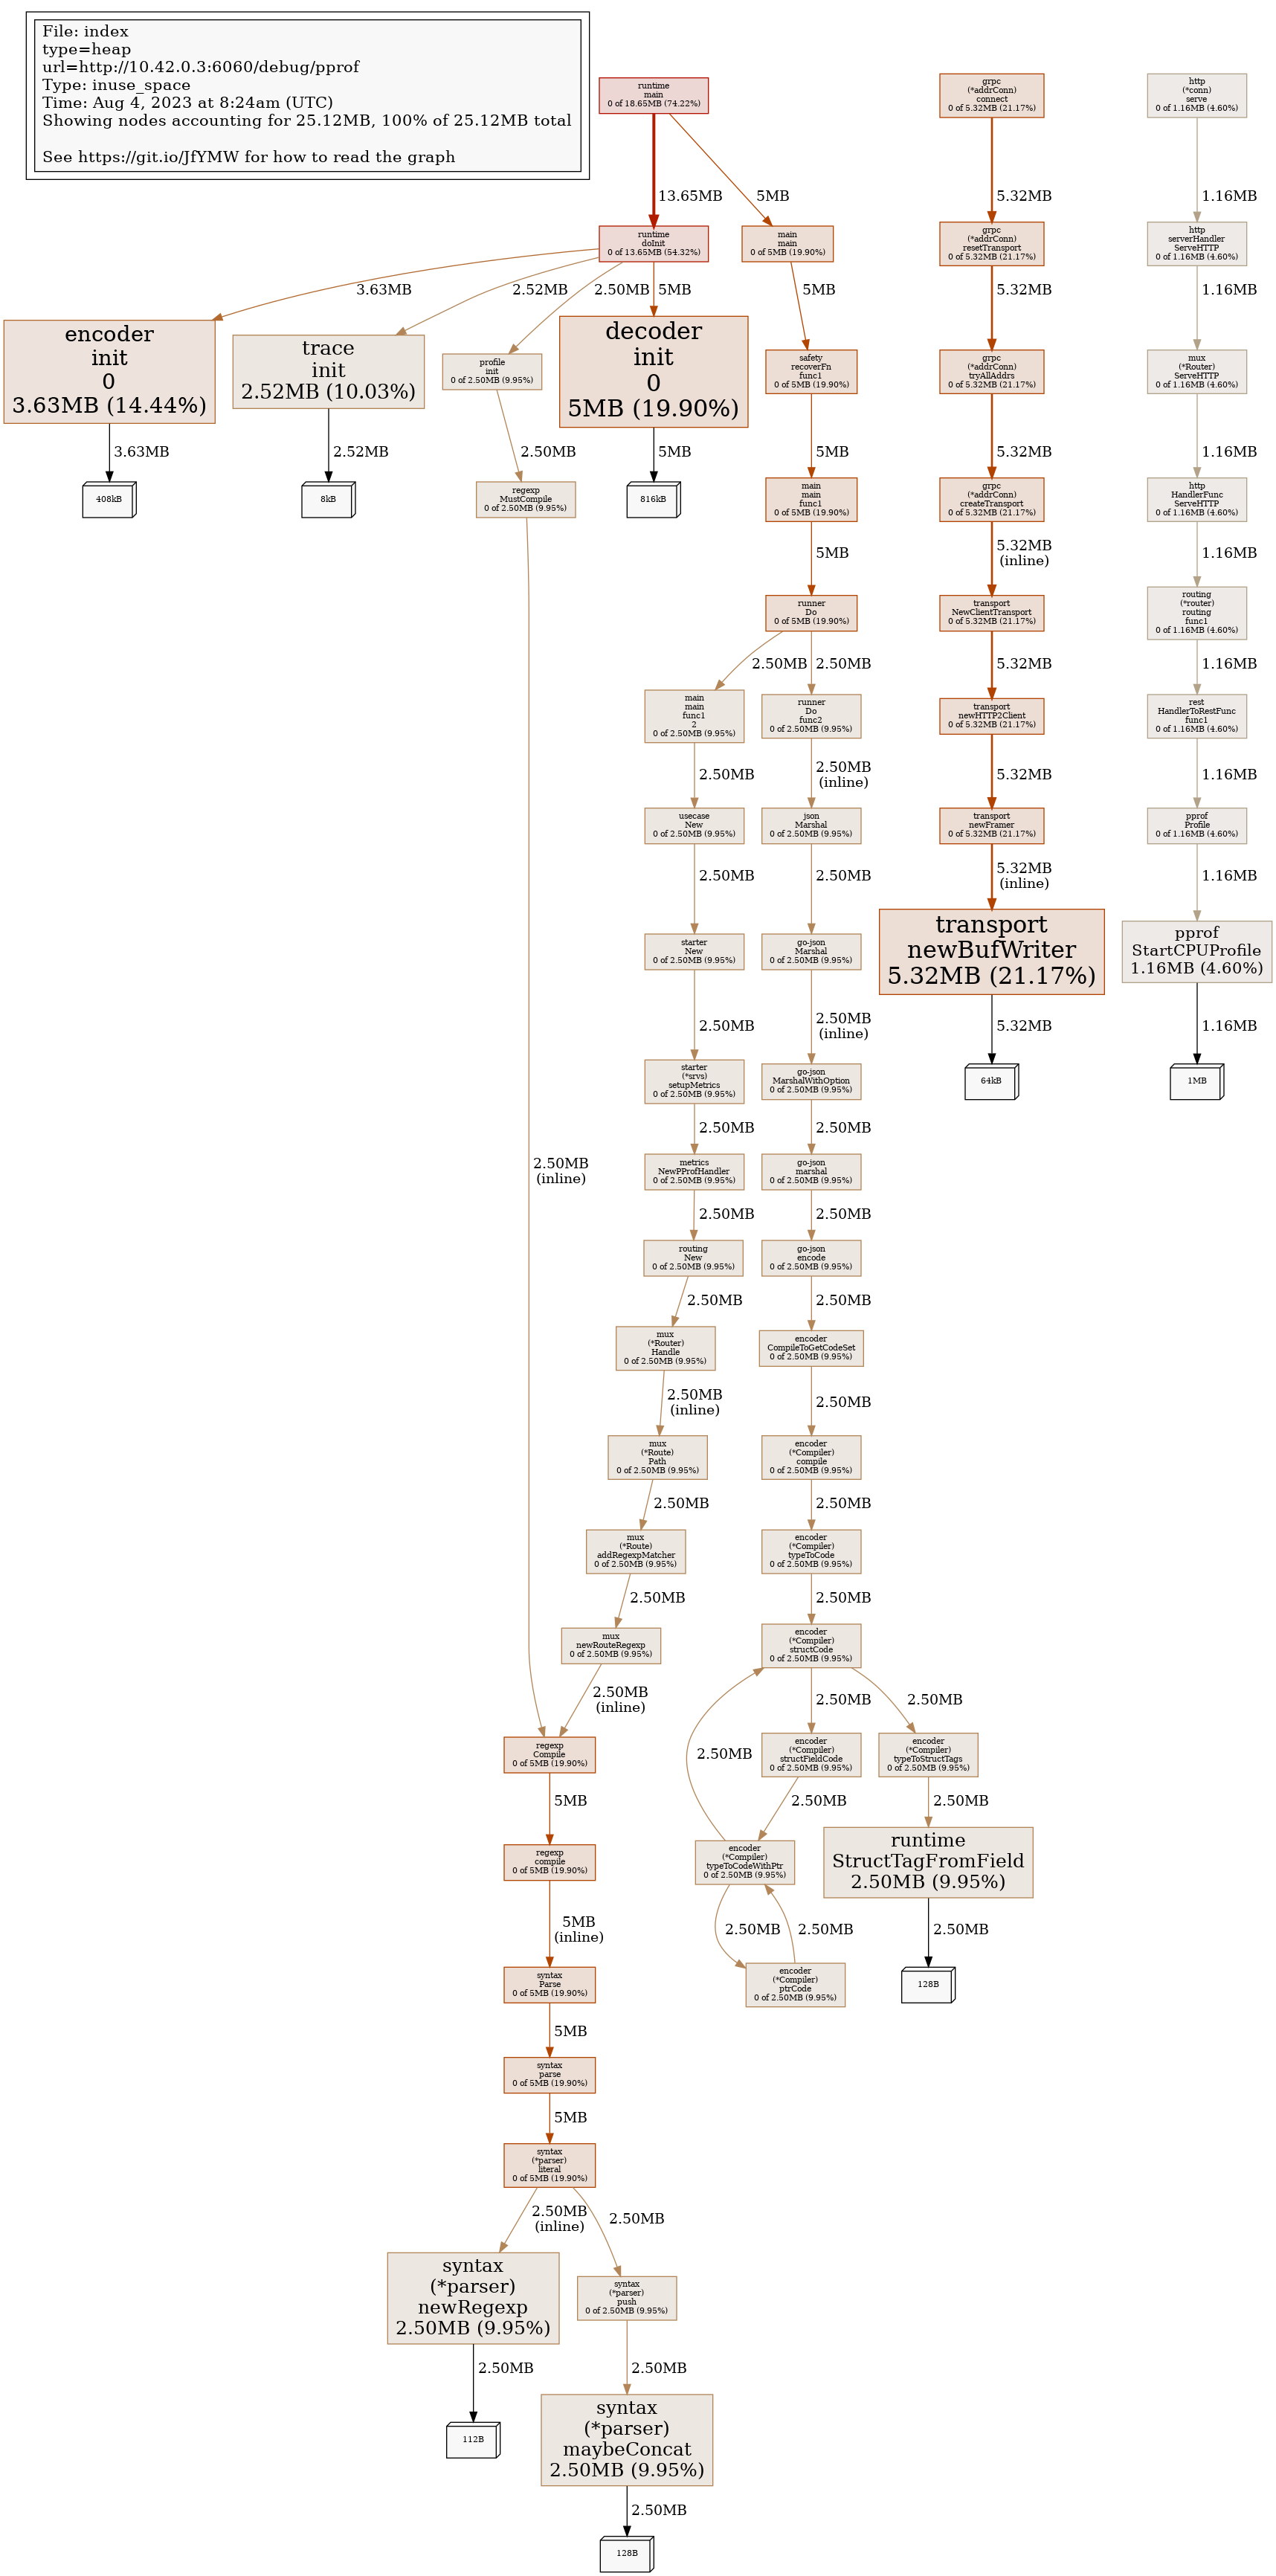 File: index
type=heap
url=http://10.42.0.3:6060/debug/pprof
Type: inuse_space
Time: Aug 4, 2023 at 8:24am (UTC)
Showing nodes accounting for 25.12MB, 100% of 25.12MB total
See https://git.io/JfYMW for how to read the graph
runtime
main
0 of 18.65MB (74.22%)
grpc
(*addrConn)
connect
0 of 5.32MB (21.17%)
http
(*conn)
serve
0 of 1.16MB (4.60%)
13.65MB
5MB
5.32MB
1.16MB
runtime
doInit
0 of 13.65MB (54.32%)
main
main
0 of 5MB (19.90%)
grpc
(*addrConn)
resetTransport
0 of 5.32MB (21.17%)
http
serverHandler
ServeHTTP
0 of 1.16MB (4.60%)
3.63MB
2.52MB
2.50MB
5MB
5MB
5.32MB
1.16MB
encoder
init
0
3.63MB (14.44%)
trace
init
2.52MB (10.03%)
profile
init
0 of 2.50MB (9.95%)
decoder
init
0
5MB (19.90%)
safety
recoverFn
func1
0 of 5MB (19.90%)
grpc
(*addrConn)
tryAllAddrs
0 of 5.32MB (21.17%)
mux
(*Router)
ServeHTTP
0 of 1.16MB (4.60%)
3.63MB
2.52MB
2.50MB
5MB
5MB
5.32MB
1.16MB
408kB
8kB
regexp
MustCompile
0 of 2.50MB (9.95%)
816kB
main
main
func1
0 of 5MB (19.90%)
grpc
(*addrConn)
createTransport
0 of 5.32MB (21.17%)
http
HandlerFunc
ServeHTTP
0 of 1.16MB (4.60%)
5MB
5.32MB
(inline)
1.16MB
runner
Do
0 of 5MB (19.90%)
transport
NewClientTransport
0 of 5.32MB (21.17%)
routing
(*router)
routing
func1
0 of 1.16MB (4.60%)
2.50MB
2.50MB
5.32MB
1.16MB
main
main
func1
2
0 of 2.50MB (9.95%)
runner
Do
func2
0 of 2.50MB (9.95%)
transport
newHTTP2Client
0 of 5.32MB (21.17%)
rest
HandlerToRestFunc
func1
0 of 1.16MB (4.60%)
2.50MB
2.50MB
(inline)
5.32MB
1.16MB
usecase
New
0 of 2.50MB (9.95%)
json
Marshal
0 of 2.50MB (9.95%)
transport
newFramer
0 of 5.32MB (21.17%)
pprof
Profile
0 of 1.16MB (4.60%)
2.50MB
2.50MB
5.32MB
(inline)
1.16MB
starter
New
0 of 2.50MB (9.95%)
go-json
Marshal
0 of 2.50MB (9.95%)
transport
newBufWriter
5.32MB (21.17%)
pprof
StartCPUProfile
1.16MB (4.60%)
2.50MB
2.50MB
(inline)
5.32MB
1.16MB
starter
(*srvs)
setupMetrics
0 of 2.50MB (9.95%)
go-json
MarshalWithOption
0 of 2.50MB (9.95%)
64kB
1MB
2.50MB
2.50MB
2.50MB
(inline)
metrics
NewPProfHandler
0 of 2.50MB (9.95%)
go-json
marshal
0 of 2.50MB (9.95%)
2.50MB
2.50MB
routing
New
0 of 2.50MB (9.95%)
go-json
encode
0 of 2.50MB (9.95%)
2.50MB
2.50MB
mux
(*Router)
Handle
0 of 2.50MB (9.95%)
encoder
CompileToGetCodeSet
0 of 2.50MB (9.95%)
2.50MB
(inline)
2.50MB
mux
(*Route)
Path
0 of 2.50MB (9.95%)
encoder
(*Compiler)
compile
0 of 2.50MB (9.95%)
2.50MB
2.50MB
mux
(*Route)
addRegexpMatcher
0 of 2.50MB (9.95%)
encoder
(*Compiler)
typeToCode
0 of 2.50MB (9.95%)
2.50MB
2.50MB
mux
newRouteRegexp
0 of 2.50MB (9.95%)
encoder
(*Compiler)
structCode
0 of 2.50MB (9.95%)
2.50MB
(inline)
2.50MB
2.50MB
regexp
Compile
0 of 5MB (19.90%)
2.50MB
encoder
(*Compiler)
structFieldCode
0 of 2.50MB (9.95%)
encoder
(*Compiler)
typeToStructTags
0 of 2.50MB (9.95%)
5MB
2.50MB
2.50MB
regexp
compile
0 of 5MB (19.90%)
encoder
(*Compiler)
typeToCodeWithPtr
0 of 2.50MB (9.95%)
runtime
StructTagFromField
2.50MB (9.95%)
5MB
(inline)
2.50MB
2.50MB
2.50MB
syntax
Parse
0 of 5MB (19.90%)
encoder
(*Compiler)
ptrCode
0 of 2.50MB (9.95%)
128B
5MB
syntax
parse
0 of 5MB (19.90%)
5MB
syntax
(*parser)
literal
0 of 5MB (19.90%)
2.50MB
(inline)
2.50MB
syntax
(*parser)
newRegexp
2.50MB (9.95%)
syntax
(*parser)
push
0 of 2.50MB (9.95%)
2.50MB
2.50MB
112B
syntax
(*parser)
maybeConcat
2.50MB (9.95%)
2.50MB
128B